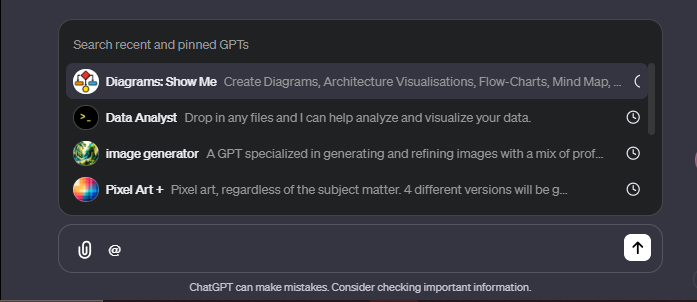 Search recent and pinned GPTs
Diagrams: Show Me Create Diagrams, Architecture Visualisations, Flow-Charts, Mind Map, ...
>_ Data Analyst Drop in any files and I can help analyze and visualize your data.
image generator A GPT specialized in generating and refining images with a mix of prof...
Pixel Art + Pixel art, regardless of the subject matter. 4 different versions will be g...
@
ChatGPT can make mistakes. Consider checking important information.